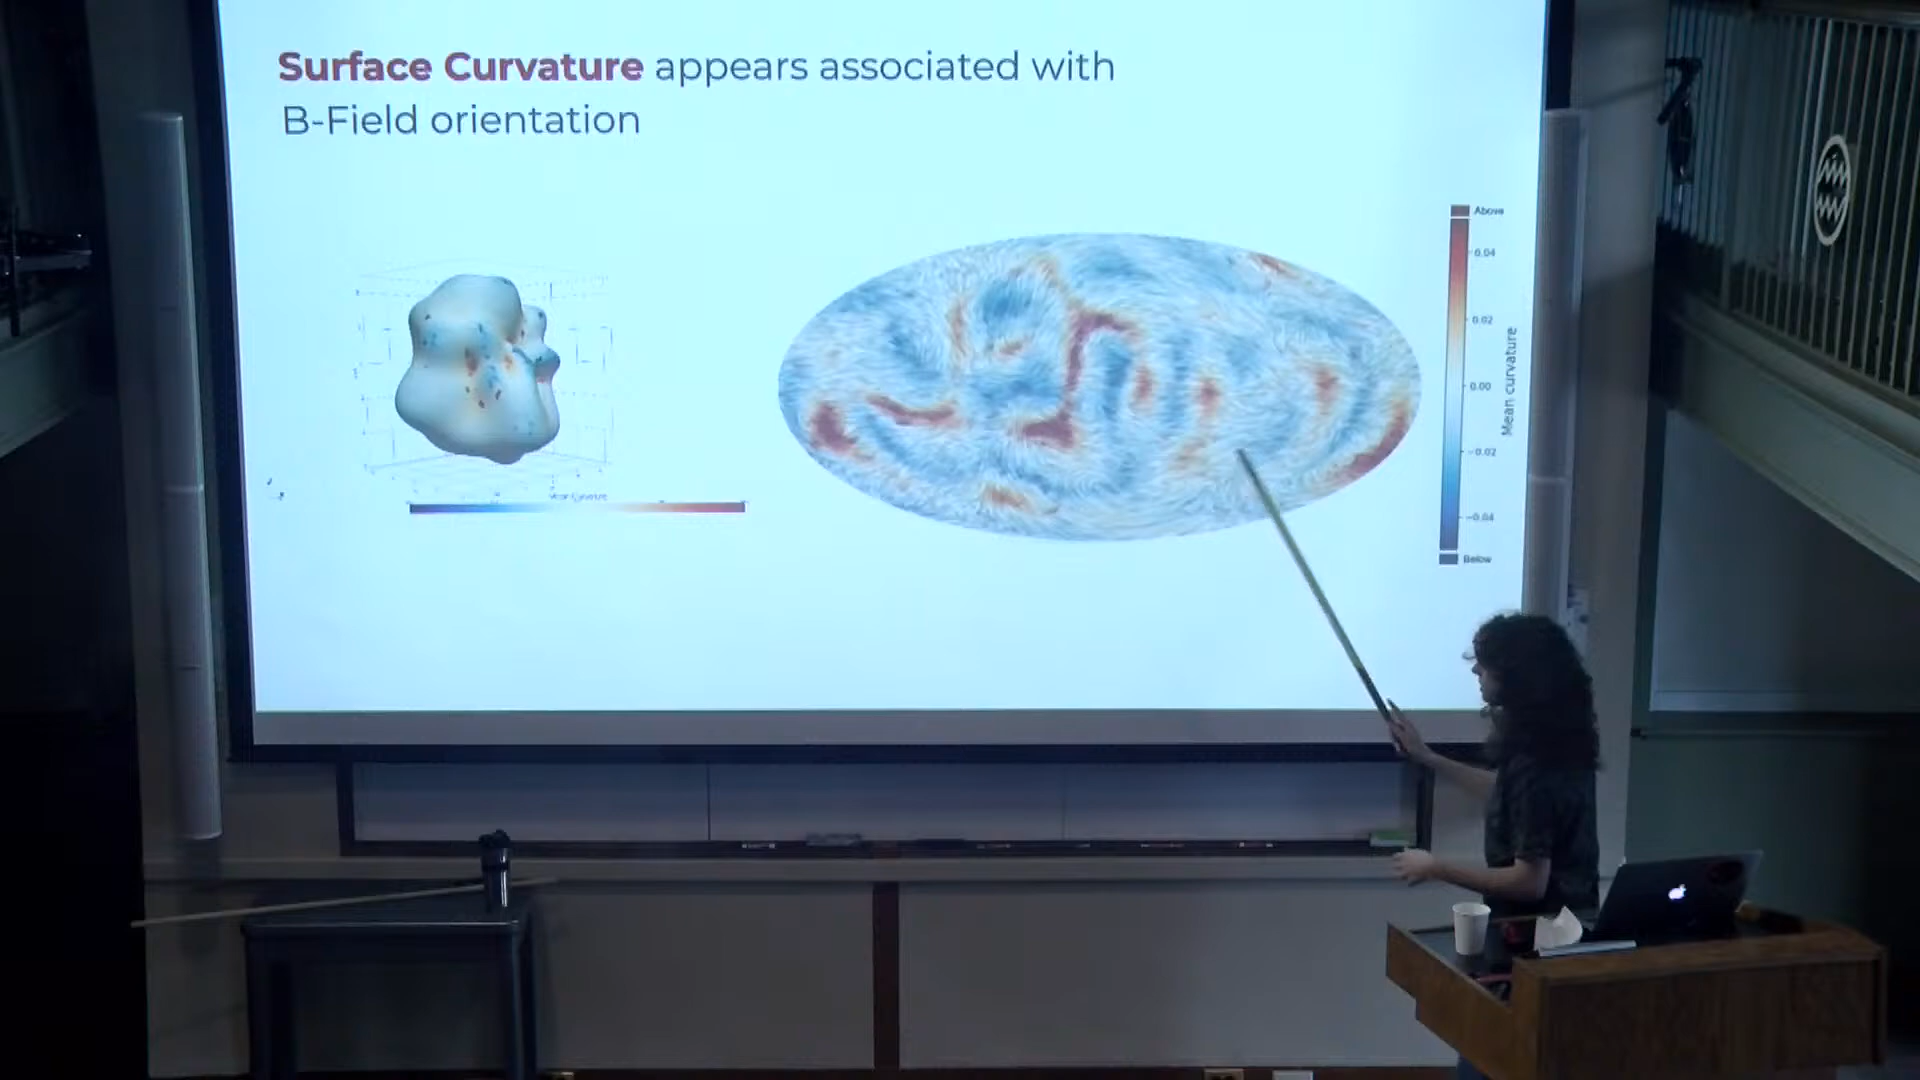 Surface Curvature appears associated with
B-Field orientation
Above
0.04
0.02
0.00
Mean curvature
−0.02
−0.04
Below